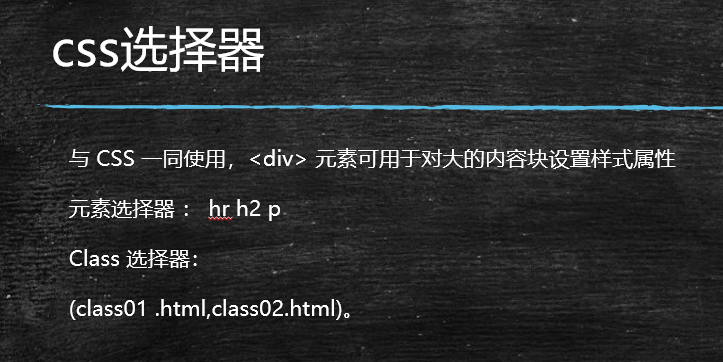 css选择器
与 CSS 一同使用，<div> 元素可用于对大的内容块设置样式属性
元素选择器： hr h2 p
Class 选择器：
(class01 .html,class02.html)。